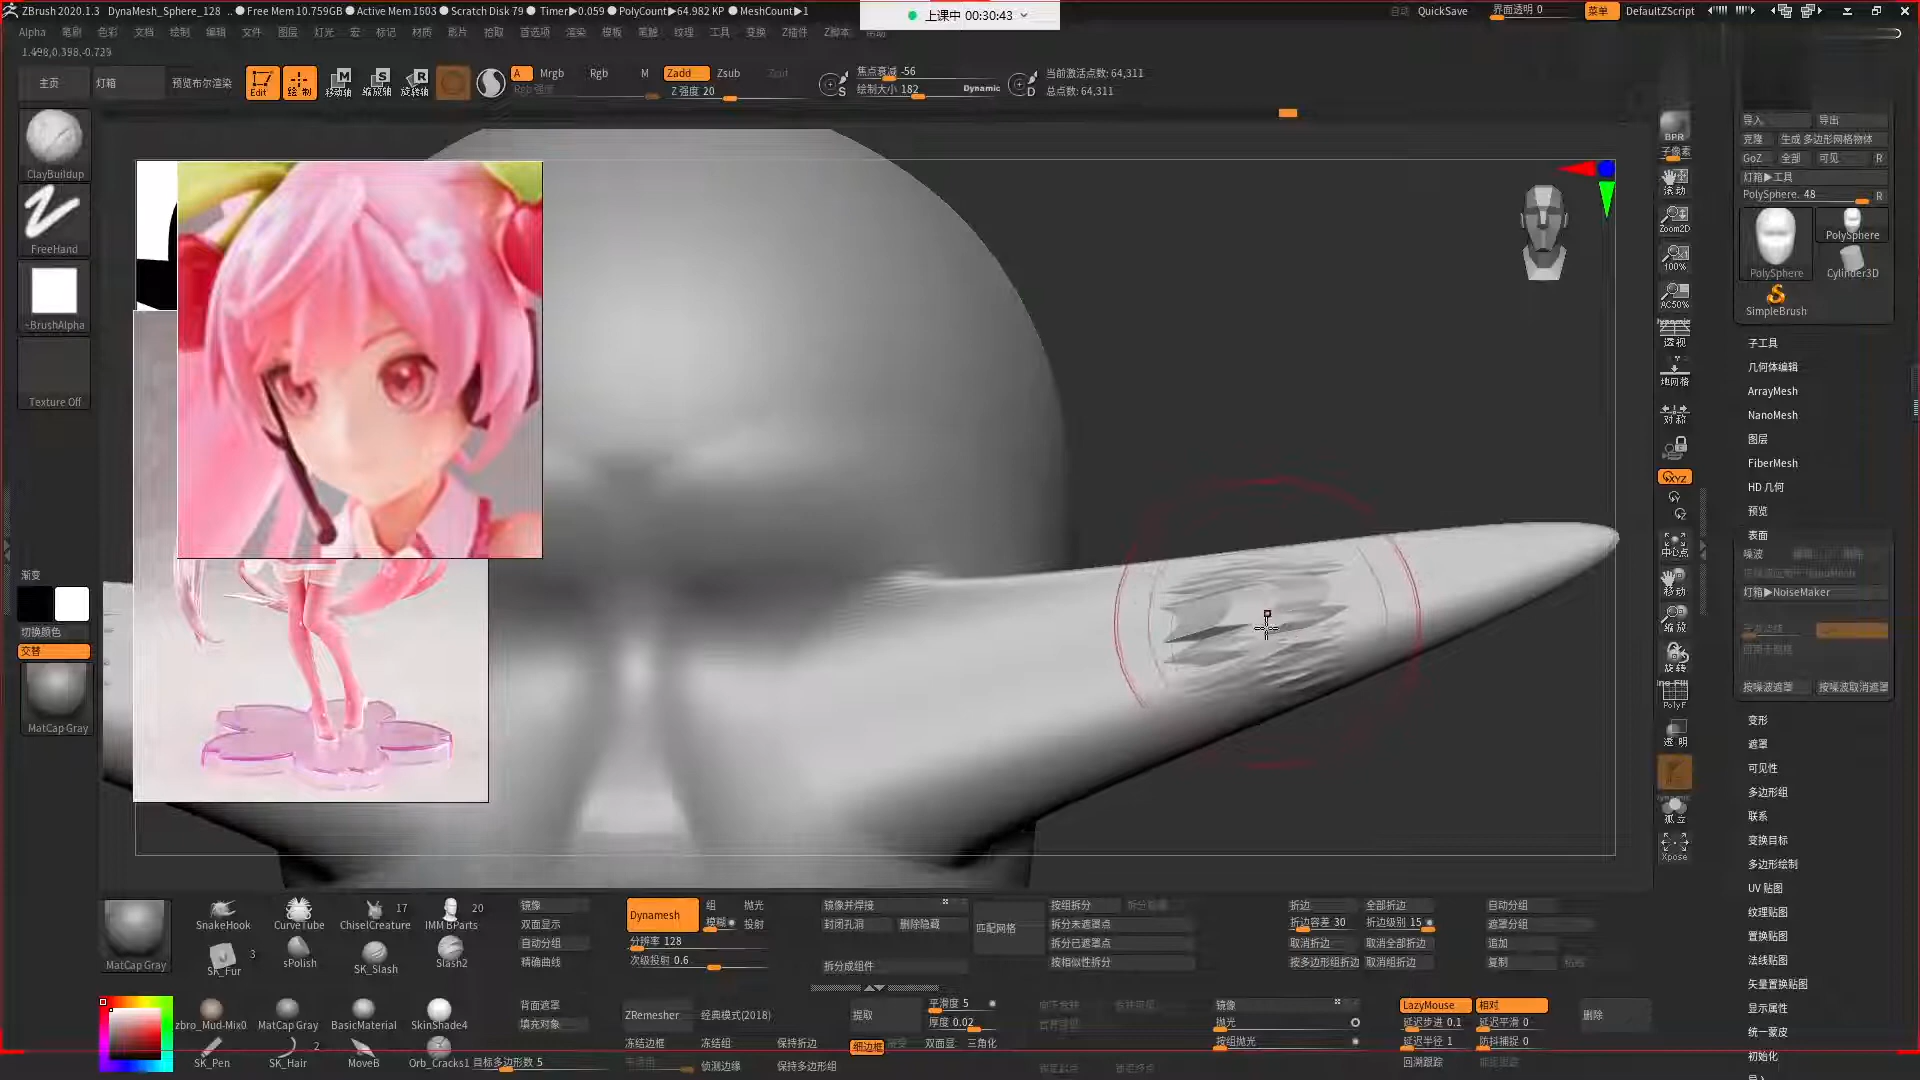 ZBrush 2020.1.3 DynaMesh_Sphere_128 .. ● Free Mem 10.759GB ● Active Mem 1503 ● Scratch Disk 79 ● Timer▶0.059 ● PolyCount▶64.982 KP ● MeshCount▶1
上课中 00:30:43
自动 QuickSave 界面透明 0 菜单 DefaultZScript
Alpha 笔刷 色彩 文档 绘制 编辑 文件 图层 灯光 宏 标记 材质 影片 拾取 首选项 渲染 模板 笔触 纹理 工具 变换 Z插件 Z脚本 帮助
1.498,0.398,-0.729
主页 灯箱 预览布尔渲染 Edit 绘制 移动轴 缩放轴 旋转轴
A Mrgb Rgb M Zadd Zsub Zcut
Rgb 强度 Z 强度 20
焦点衰减 -56
绘制大小 182 Dynamic
当前激活点数: 64,311
总点数: 64,311
ClayBuildup
FreeHand
~BrushAlpha
Texture Off
渐变
切换颜色
交替
MatCap Gray
BPR
子像素
滚动
Zoom2D
100%
AC50%
Dynamic
透视
地网格
对称
XYZ
中心点
移动
缩放
旋转
PolyF
透明
孤立
Xpose
导入 导出
克隆 生成 多边形网格物体
GoZ 全部 可见 R
灯箱▶工具
PolySphere. 48 R
PolySphere
PolySphere
Cylinder3D
SimpleBrush
子工具
几何体编辑
ArrayMesh
NanoMesh
图层
FiberMesh
HD 几何
预览
表面
噪波
灯箱▶NoiseMaker
按噪波遮罩 按噪波取消遮罩
变形
遮罩
可见性
多边形组
联系
变换目标
多边形绘制
UV 贴图
纹理贴图
置换贴图
法线贴图
矢量置换贴图
显示属性
统一蒙皮
初始化
MatCap Gray
SnakeHook CurveTube 17 ChiselCreature 20 IMM BParts
SK_Fur 3 sPolish SK_Slash Slash2
镜像
双面显示
自动分组
精确曲线
Dynamesh 组 抛光
模糊 投射
分辨率 128
次级投射 0.6
镜像并焊接
封闭孔洞 删除隐藏
拆分成组件
匹配网格
按组拆分
拆分未遮罩点
拆分已遮罩点
按相似性拆分
折边 全部折边
折边容差 30 折边级别 15
取消折边 取消全部折边
按多边形组折边 取消组折边
自动分组
遮罩分组
追加
复制 粘贴
zbro_Mud-Mix0 MatCap Gray BasicMaterial SkinShade4
SK_Pen 2 SK_Hair MoveB Orb_Cracks1
背面遮罩
填充对象
目标多边形数 5
ZRemesher 经典模式(2018)
冻结边框 冻结组 保持折边
侦测边缘 保持多边形组
提取 平滑度 5
厚度 0.02
细边框 双面显 三角化
镜像
抛光
按组抛光
LazyMouse 相对
延迟步进 0.1 延迟平滑 0
延迟半径 1 防抖捕捉 0
回溯跟踪
删除